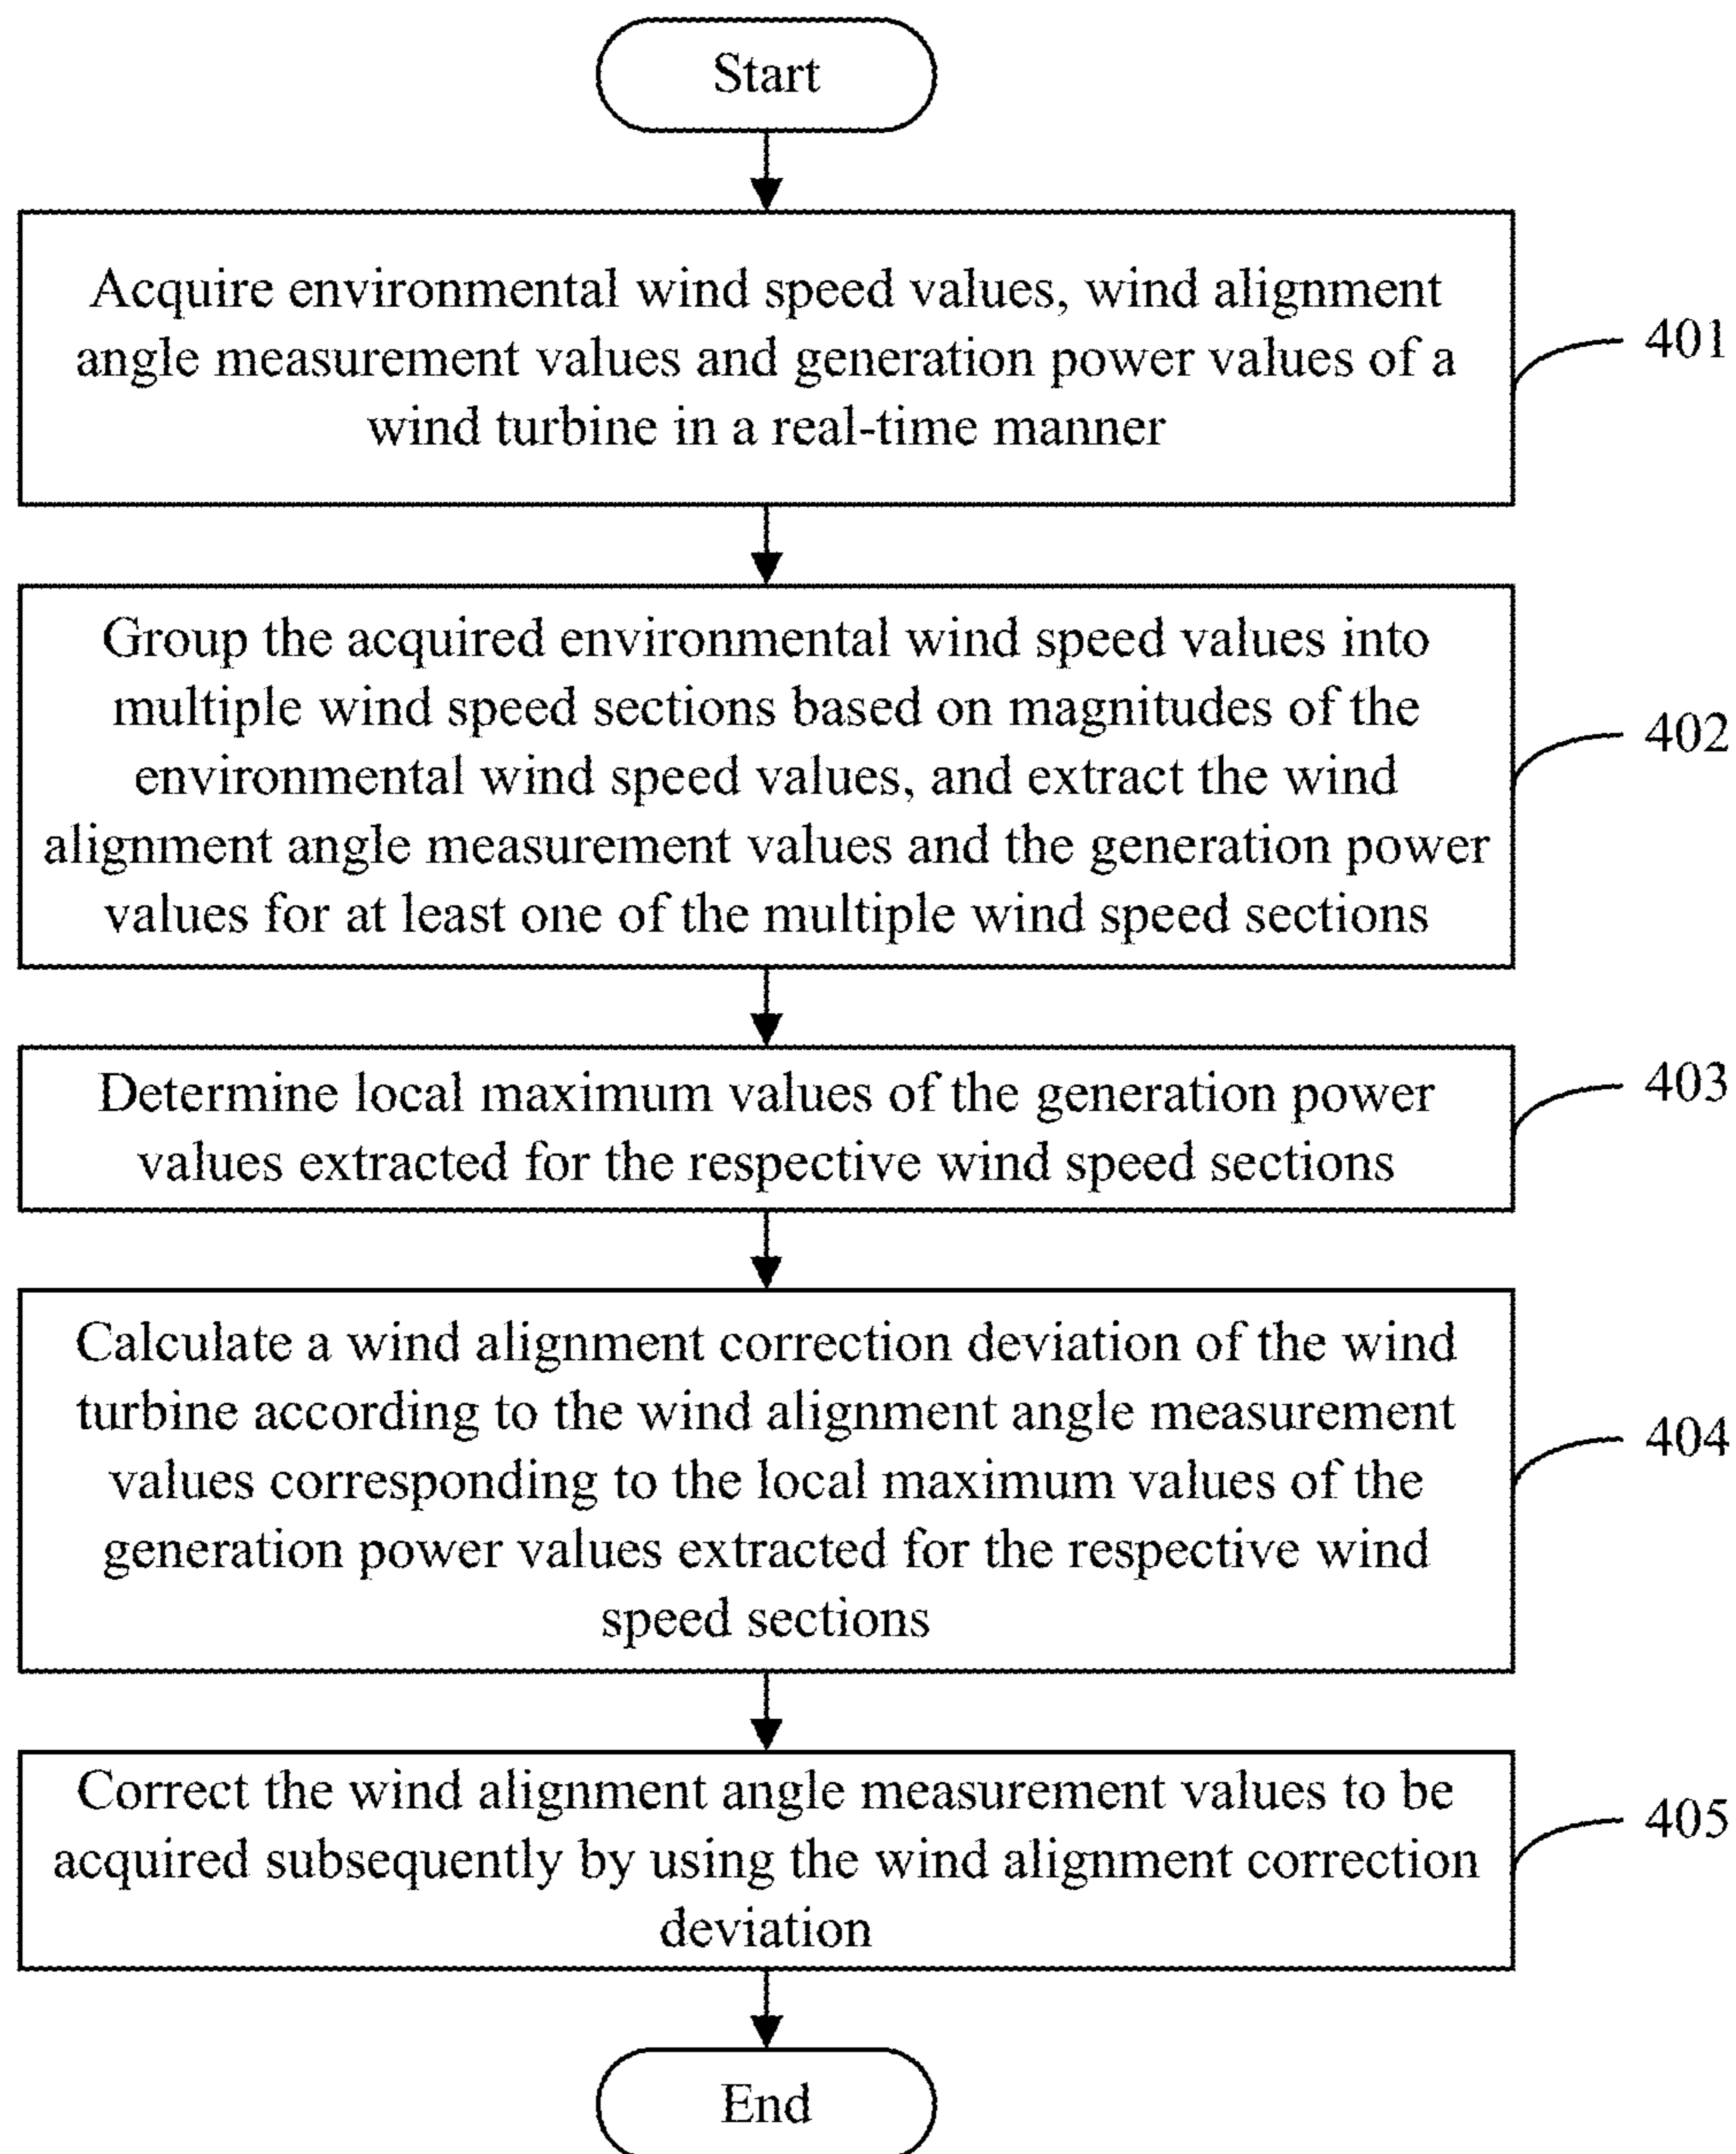 Start
Acquire environmental wind speed values, wind alignment
angle measurement values and generation power values of a
wind turbine in a real-time manner
401
Group the acquired environmental wind speed values into
multiple wind speed sections based on magnitudes of the
environmental wind speed values, and extract the wind
alignment angle measurement values and the generation power
values for at least one of the multiple wind speed sections
402
Determine local maximum values of the generation power
values extracted for the respective wind speed sections
403
Calculate a wind alignment correction deviation of the wind
turbine according to the wind alignment angle measurement
values corresponding to the local maximum values of the
generation power values extracted for the respective wind
speed sections
404
Correct the wind alignment angle measurement values to be
acquired subsequently by using the wind alignment correction
deviation
405
End